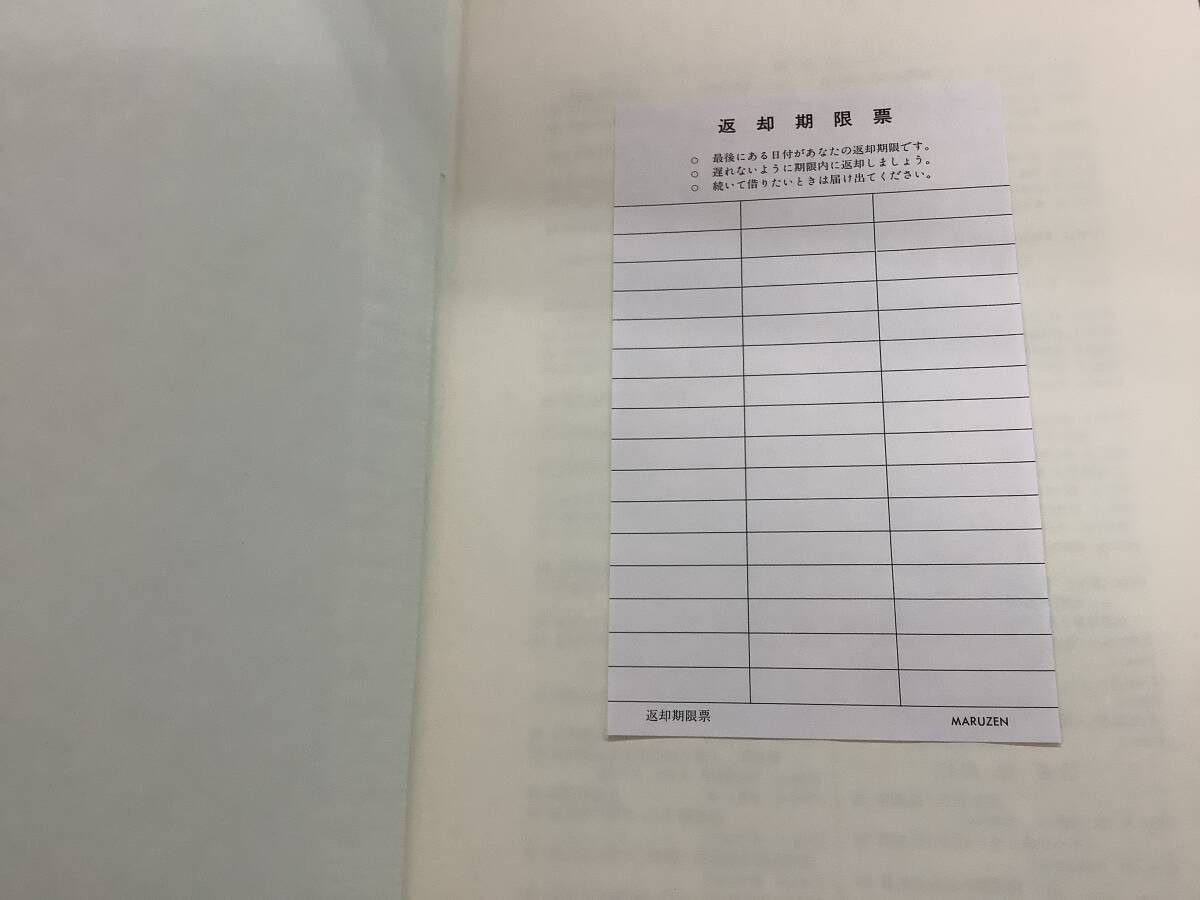 返却期限票
○ 最後にある日付があなたの返却期限です。
○ 遅れないように期限内に返却しましょう。
○ 続いて借りたいときは届け出てください。
返却期限票 MARUZEN